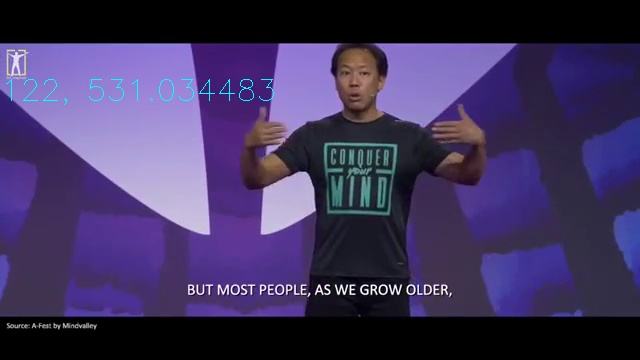 122, 531.034483
CONQUER
your
MIND
BUT MOST PEOPLE, AS WE GROW OLDER,
Source: A-Fest by Mindvalley